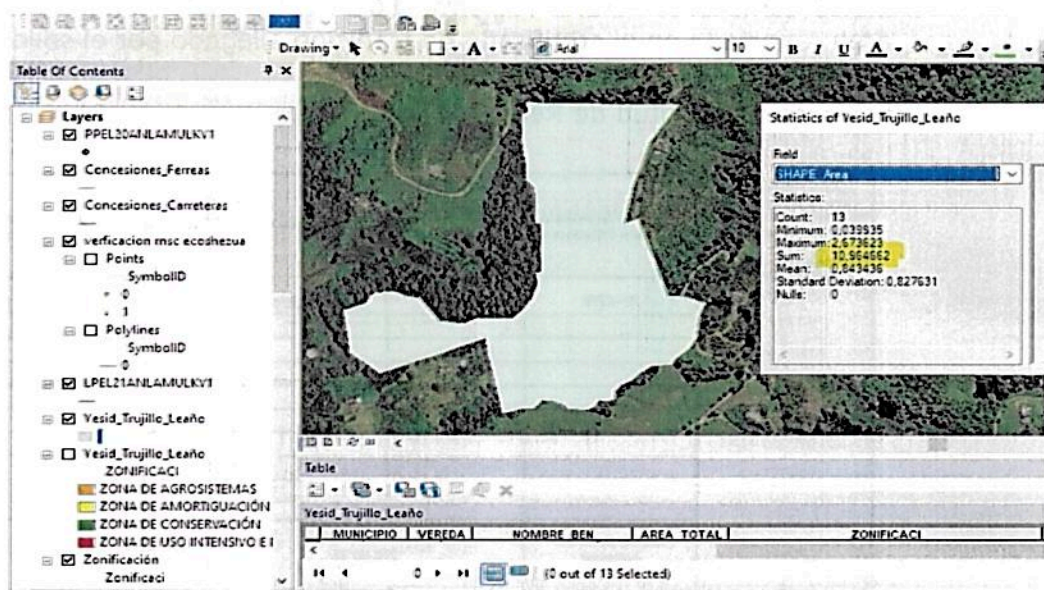 Drawing
Arial
10
B I U A
Table Of Contents
Layers
PPEL20ANLAMULKV1
Concesiones_Ferreas
Concesiones_Carreteras
verficacion rnsc ecoshezua
Points
SymbolID
0
1
Polylines
SymbolID
0
LPEL21ANLAMULKV1
Yesid_Trujillo_Leaño
Yesid_Trujillo_Leaño
ZONIFICACI
ZONA DE AGROSISTEMAS
ZONA DE AMORTIGUACIÓN
ZONA DE CONSERVACIÓN
ZONA DE USO INTENSIVO E
Zonificación
Zonificaci
Statistics of Yesid_Trujillo_Leaño
Field
SHAPE_Area
Statistics:
Count: 13
Minimum: 0,039935
Maximum: 2,673623
Sum: 10,964662
Mean: 0,843436
Standard Deviation: 0,827631
Nulls: 0
Table
Yesid_Trujillo_Leaño
MUNICIPIO VEREDA NOMBRE_BEN AREA_TOTAL ZONIFICACI
0 (0 out of 13 Selected)